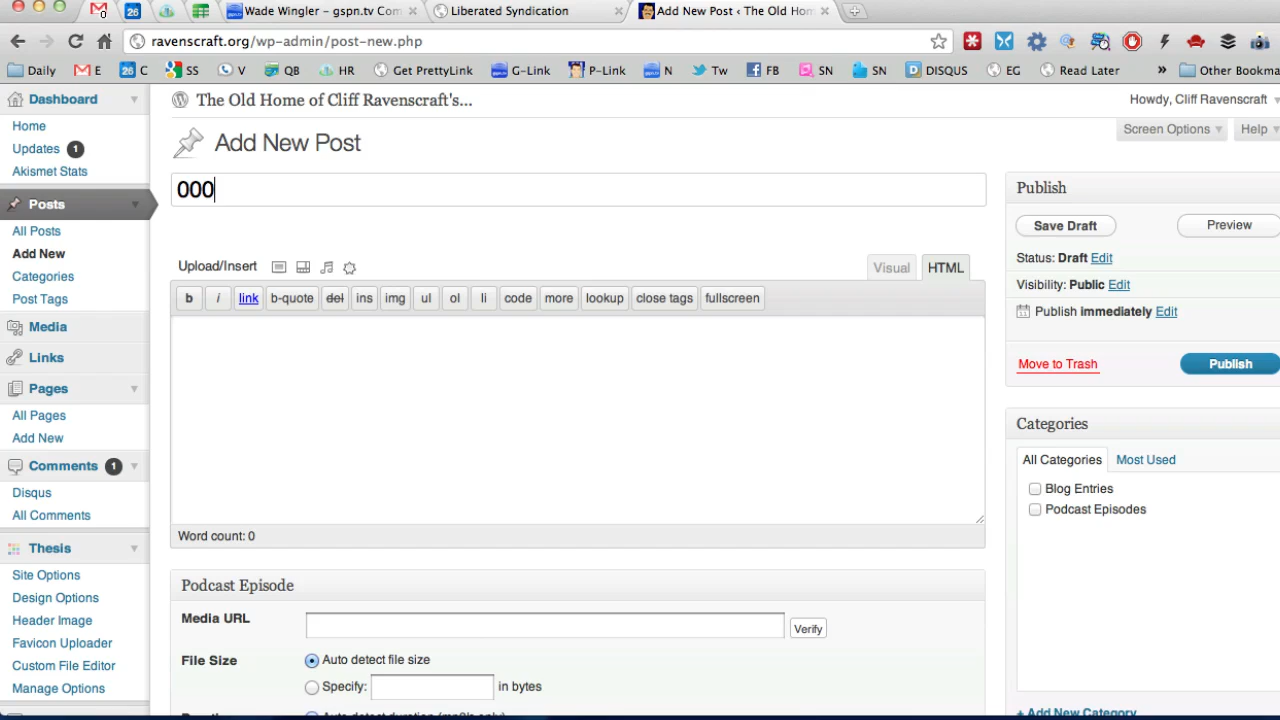 Wade Wingler – gspn.tv Com
Liberated Syndication
Add New Post ‹ The Old Hom
ravenscraft.org/wp-admin/post-new.php
Daily
E
26 C
SS
V
QB
HR
Get PrettyLink
G-Link
P-Link
N
Tw
FB
SN
SN
DISQUS
EG
Read Later
»
Other Bookma
Dashboard
The Old Home of Cliff Ravenscraft's...
Howdy, Cliff Ravenscraft
Home
Updates 1
Akismet Stats
Add New Post
Screen Options
Help
Posts
All Posts
Add New
Categories
Post Tags
Media
Links
Pages
All Pages
Add New
Comments 1
Disqus
All Comments
Thesis
Site Options
Design Options
Header Image
Favicon Uploader
Custom File Editor
Manage Options
000
Upload/Insert
Visual
HTML
b i link b-quote del ins img ul ol li code more lookup close tags fullscreen
Word count: 0
Podcast Episode
Media URL
Verify
File Size
Auto detect file size
Specify:
in bytes
Auto detect duration (mp3's only)
Publish
Save Draft
Preview
Status: Draft Edit
Visibility: Public Edit
Publish immediately Edit
Move to Trash
Publish
Categories
All Categories
Most Used
Blog Entries
Podcast Episodes
+ Add New Category